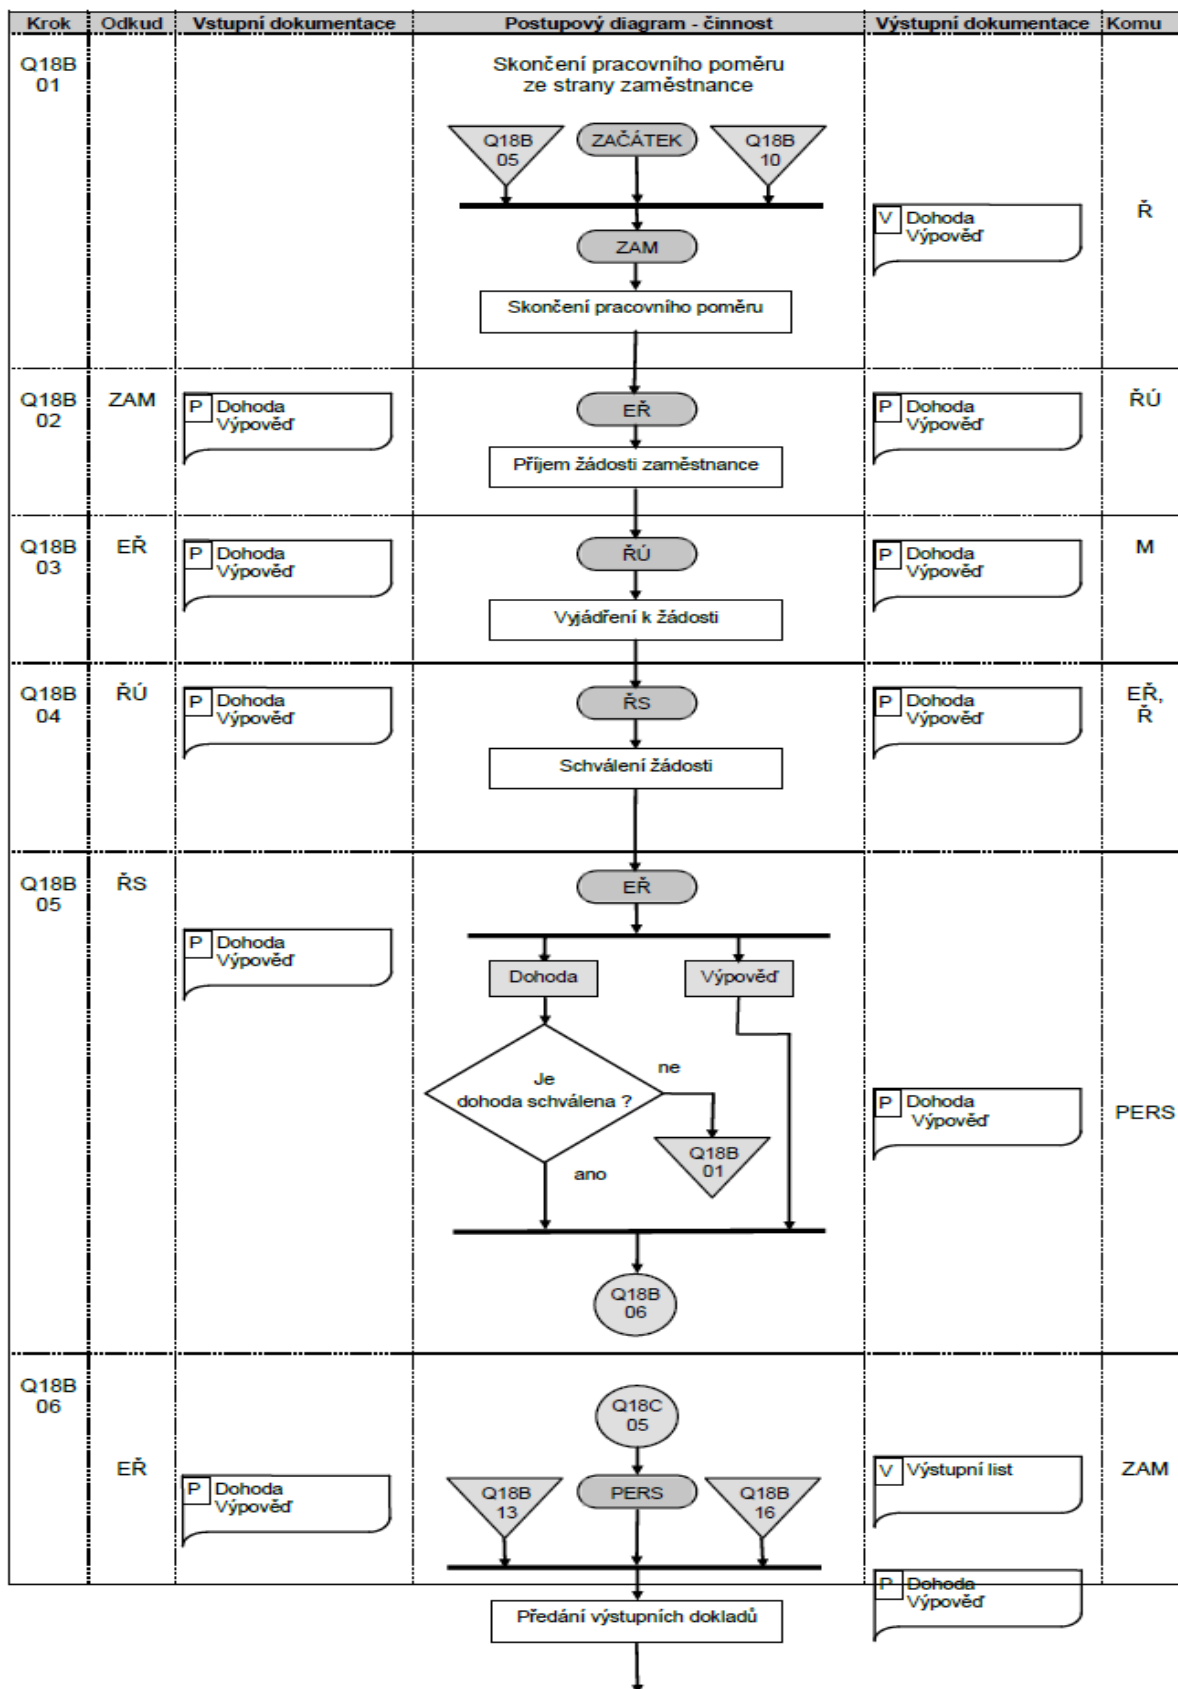 Krok Odkud Vstupní dokumentace Postupový diagram - činnost Výstupní dokumentace Komu
Q18B
01
Skončení pracovního poměru
ze strany zaměstnance
Q18B
05
ZAČÁTEK
Q18B
10
ZAM
Skončení pracovního poměru
V Dohoda
Výpověď
Ř
Q18B
02
ZAM
P Dohoda
Výpověď
EŘ
Příjem žádosti zaměstnance
P Dohoda
Výpověď
ŘÚ
Q18B
03
EŘ
P Dohoda
Výpověď
ŘÚ
Vyjádření k žádosti
P Dohoda
Výpověď
M
Q18B
04
ŘÚ
P Dohoda
Výpověď
ŘS
Schválení žádosti
P Dohoda
Výpověď
EŘ,
Ř
Q18B
05
ŘS
P Dohoda
Výpověď
EŘ
Dohoda
Výpověď
Je
dohoda schválena ?
ne
Q18B
01
ano
Q18B
06
P Dohoda
Výpověď
PERS
Q18B
06
EŘ
P Dohoda
Výpověď
Q18C
05
Q18B
13
PERS
Q18B
16
Předání výstupních dokladů
V Výstupní list
ZAM
P Dohoda
Výpověď